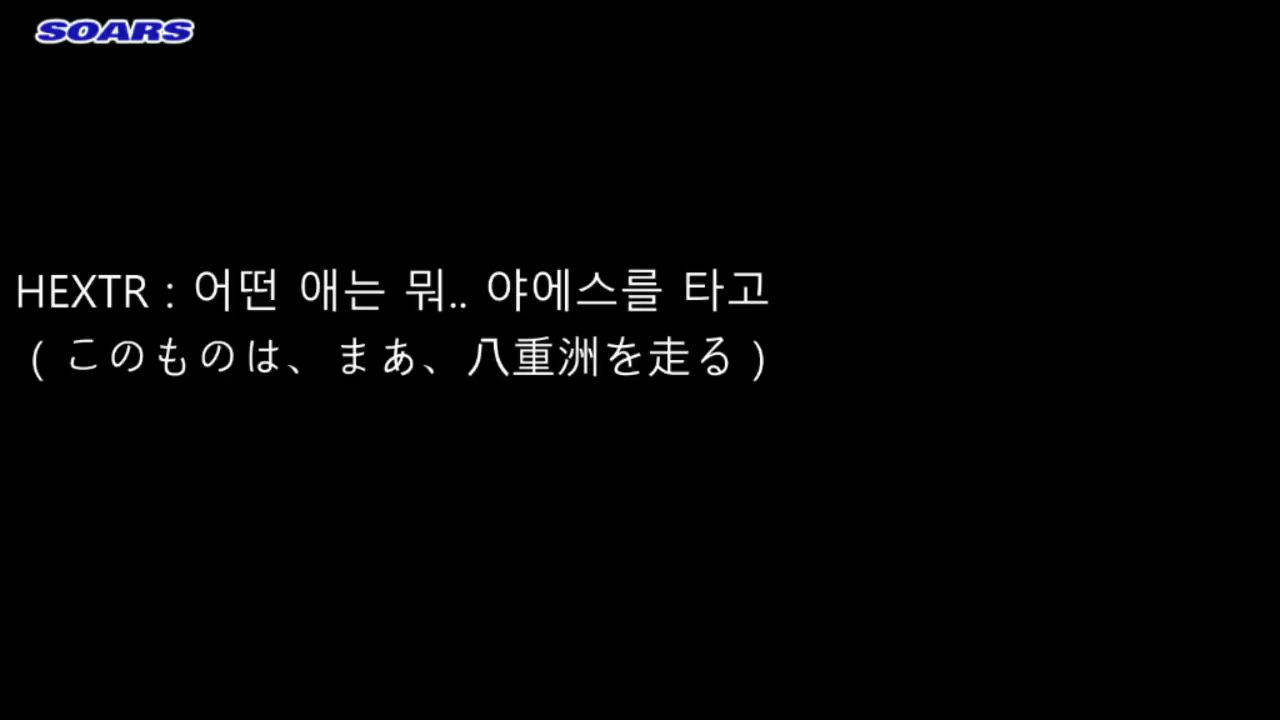 SOARS
HEXTR : 어떤 애는 뭐.. 야에스를 타고
( このものは、まあ、八重洲を走る )